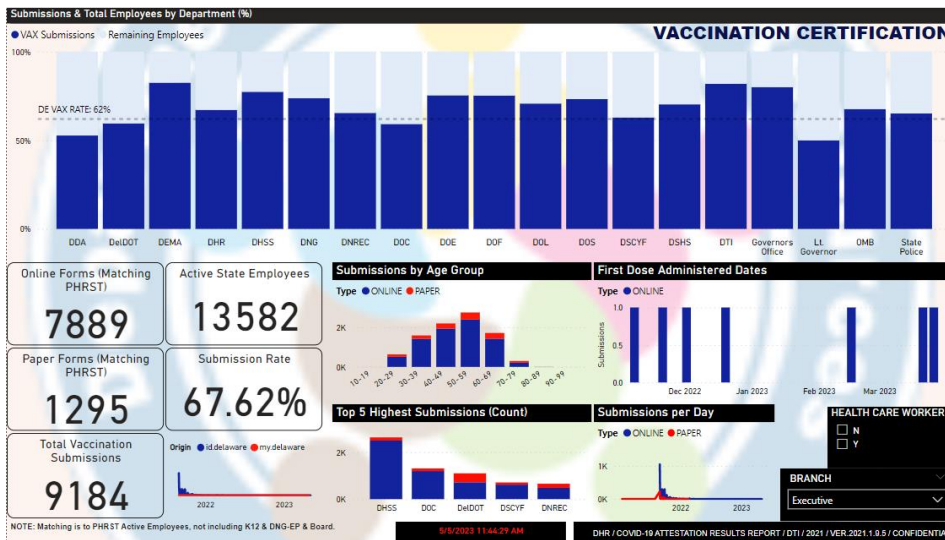 Submissions & Total Employees by Department (%)
VAX Submissions Remaining Employees
VACCINATION CERTIFICATION
100%
DE VAX RATE: 62%
50%
0%
DDA DelDOT DEMA DHR DHSS DNG DNREC DOC DOE DOF DOL DOS DSCYF DSHS DTI Governors Office Lt. Governor OMB State Police
Online Forms (Matching PHRST)
7889
Active State Employees
13582
Paper Forms (Matching PHRST)
1295
Submission Rate
67.62%
Total Vaccination Submissions
9184
Origin id.delaware my.delaware
2022 2023
Submissions by Age Group
Type ONLINE PAPER
2K
0K
10-19 20-29 30-39 40-49 50-59 60-69 70-79 80-89 90-99
First Dose Administered Dates
Type ONLINE
Submissions
1.0
0.5
0.0
Dec 2022 Jan 2023 Feb 2023 Mar 2023
Top 5 Highest Submissions (Count)
2K
0K
DHSS DOC DelDOT DSCYF DNREC
Submissions per Day
Type ONLINE PAPER
1K
0K
2022 2023
HEALTH CARE WORKER
N
Y
BRANCH
Executive
NOTE: Matching is to PHRST Active Employees, not including K12 & DNG-EP & Board.
5/5/2023 11:44:29 AM
DHR / COVID-19 ATTESTATION RESULTS REPORT / DTI / 2021 / VER.2021.1.9.5 / CONFIDENTIA